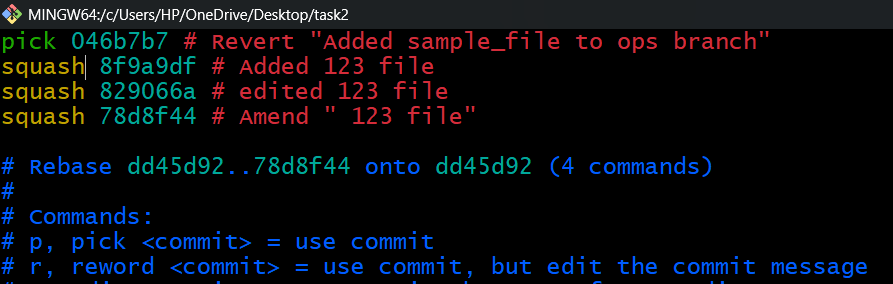 MINGW64:/c/Users/HP/OneDrive/Desktop/task2
pick 046b7b7 # Revert "Added sample_file to ops branch"
squash 8f9a9df # Added 123 file
squash 829066a # edited 123 file
squash 78d8f44 # Amend " 123 file"
# Rebase dd45d92..78d8f44 onto dd45d92 (4 commands)
#
# Commands:
# p, pick <commit> = use commit
# r, reword <commit> = use commit, but edit the commit message